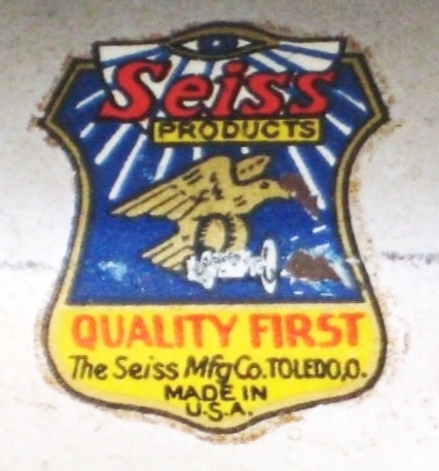 Seiss
PRODUCTS
QUALITY FIRST
The Seiss Mfg Co. TOLEDO, O.
MADE IN
U.S.A.